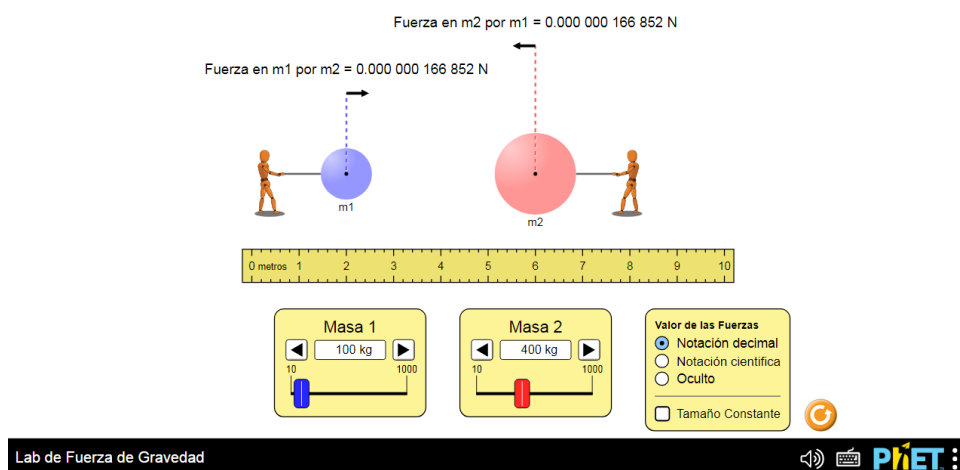 Fuerza en m2 por m1 = 0.000 000 166 852 N
Fuerza en m1 por m2 = 0.000 000 166 852 N
m1
m2
0 metros 1 2 3 4 5 6 7 8 9 10
Masa 1
100 kg
10 1000
Masa 2
400 kg
10 1000
Valor de las Fuerzas
Notación decimal
Notación científica
Oculto
Tamaño Constante
Lab de Fuerza de Gravedad
PhET